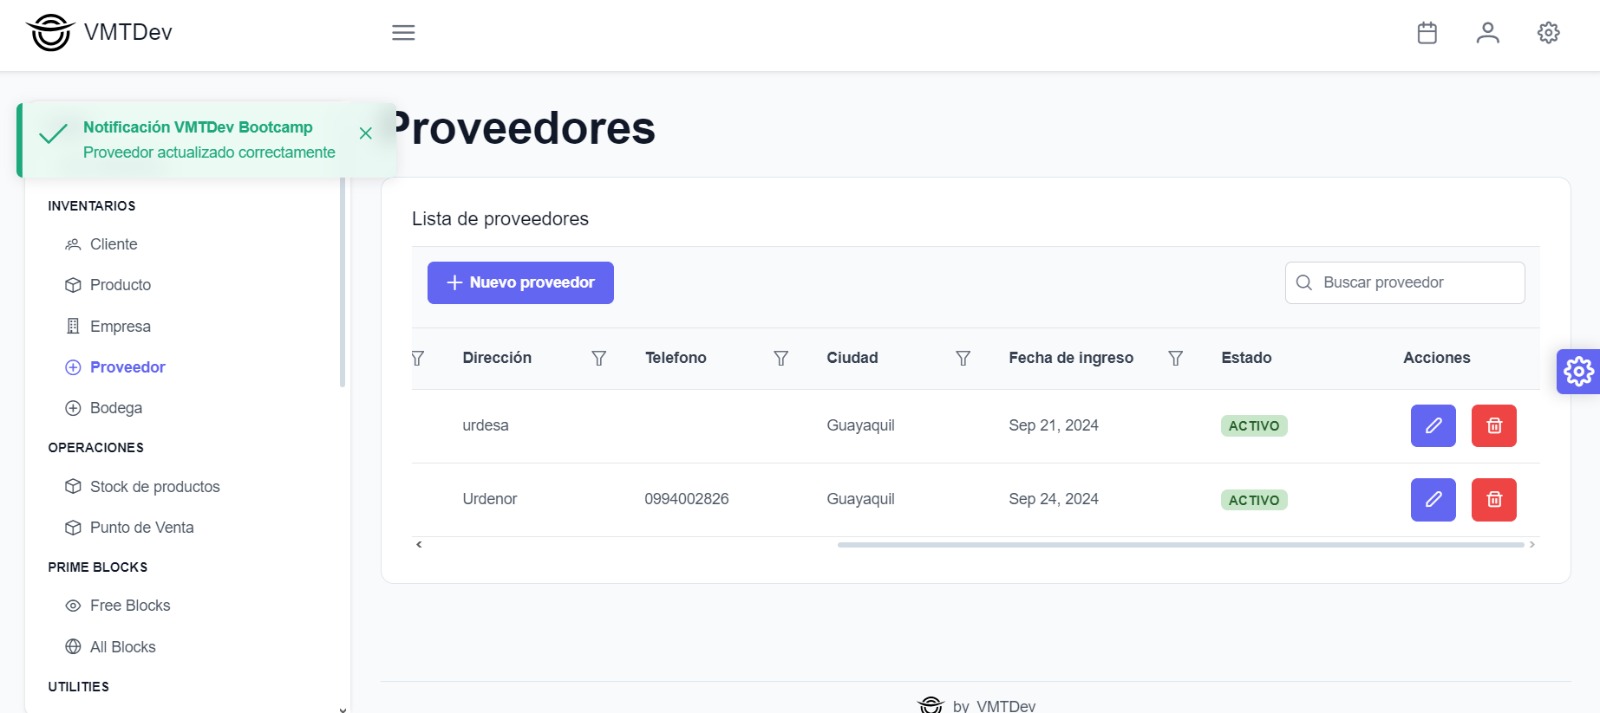 VMTDev
Notificación VMTDev Bootcamp
Proveedor actualizado correctamente
INVENTARIOS
Cliente
Producto
Empresa
Proveedor
Bodega
OPERACIONES
Stock de productos
Punto de Venta
PRIME BLOCKS
Free Blocks
All Blocks
UTILITIES
Proveedores
Lista de proveedores
Nuevo proveedor
Buscar proveedor
Dirección Telefono Ciudad Fecha de ingreso Estado Acciones
urdesa Guayaquil Sep 21, 2024 ACTIVO
Urdenor 0994002826 Guayaquil Sep 24, 2024 ACTIVO
by VMTDev